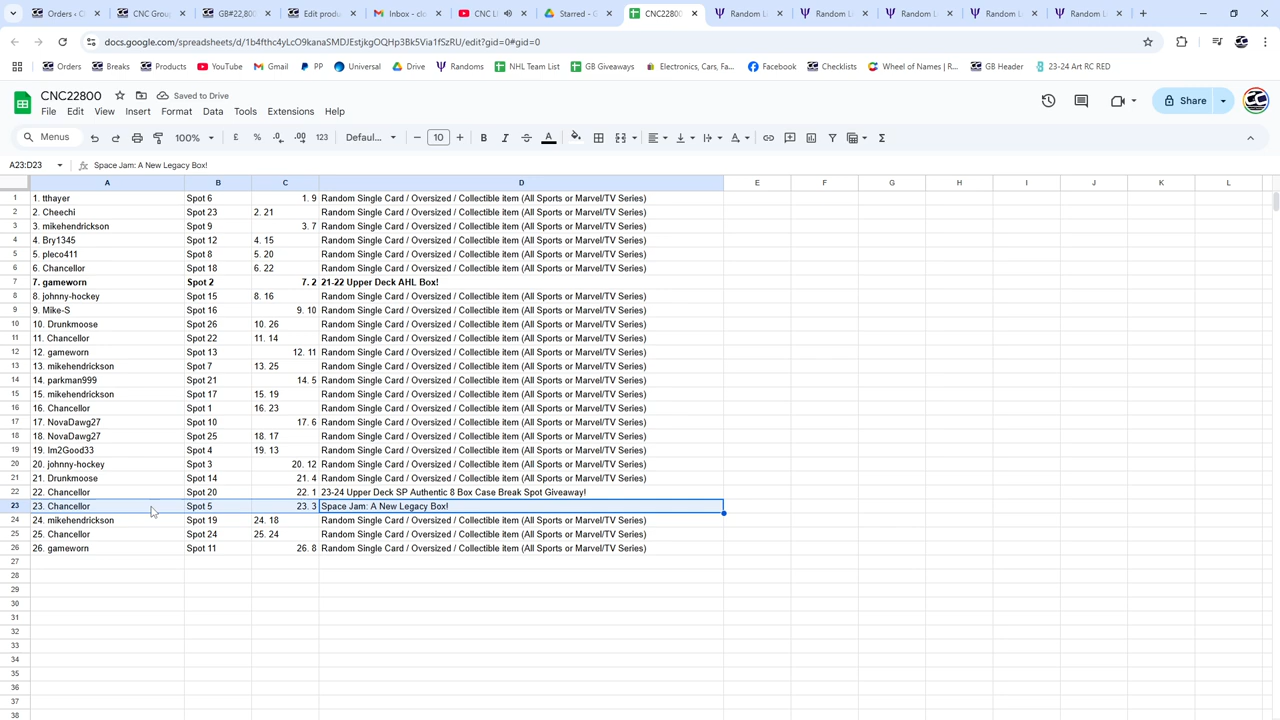 Orders · C
CNC Group
GB#22,800
Edit produ
Inbox - clo
CNC Li
Starred - G
CNC22800
Random Li
Random Li
Random Li
Random Li
Random Li
docs.google.com/spreadsheets/d/1b4fthc4yLcO9kanaSMDJEstjkgOQHp3Bk5Via1fSzRU/edit?gid=0#gid=0
Orders Breaks Products YouTube Gmail PP Universal Drive Randoms NHL Team List GB Giveaways Electronics, Cars, Fa... Facebook Checklists Wheel of Names | R... GB Header 23-24 Art RC RED
CNC22800 Saved to Drive
File Edit View Insert Format Data Tools Extensions Help
Share
Menus 100% £ % .0 .00 123 Defaul... 10 B I A
A23:D23 Space Jam: A New Legacy Box!
A B C D E F G H I J K L
1 1. tthayer Spot 6 1. 9 Random Single Card / Oversized / Collectible item (All Sports or Marvel/TV Series)
2 2. Cheechi Spot 23 2. 21 Random Single Card / Oversized / Collectible item (All Sports or Marvel/TV Series)
3 3. mikehendrickson Spot 9 3. 7 Random Single Card / Oversized / Collectible item (All Sports or Marvel/TV Series)
4 4. Bry1345 Spot 12 4. 15 Random Single Card / Oversized / Collectible item (All Sports or Marvel/TV Series)
5 5. pleco411 Spot 8 5. 20 Random Single Card / Oversized / Collectible item (All Sports or Marvel/TV Series)
6 6. Chancellor Spot 18 6. 22 Random Single Card / Oversized / Collectible item (All Sports or Marvel/TV Series)
7 7. gameworn Spot 2 7. 2 21-22 Upper Deck AHL Box!
8 8. johnny-hockey Spot 15 8. 16 Random Single Card / Oversized / Collectible item (All Sports or Marvel/TV Series)
9 9. Mike-S Spot 16 9. 10 Random Single Card / Oversized / Collectible item (All Sports or Marvel/TV Series)
10 10. Drunkmoose Spot 26 10. 26 Random Single Card / Oversized / Collectible item (All Sports or Marvel/TV Series)
11 11. Chancellor Spot 22 11. 14 Random Single Card / Oversized / Collectible item (All Sports or Marvel/TV Series)
12 12. gameworn Spot 13 12. 11 Random Single Card / Oversized / Collectible item (All Sports or Marvel/TV Series)
13 13. mikehendrickson Spot 7 13. 25 Random Single Card / Oversized / Collectible item (All Sports or Marvel/TV Series)
14 14. parkman999 Spot 21 14. 5 Random Single Card / Oversized / Collectible item (All Sports or Marvel/TV Series)
15 15. mikehendrickson Spot 17 15. 19 Random Single Card / Oversized / Collectible item (All Sports or Marvel/TV Series)
16 16. Chancellor Spot 1 16. 23 Random Single Card / Oversized / Collectible item (All Sports or Marvel/TV Series)
17 17. NovaDawg27 Spot 10 17. 6 Random Single Card / Oversized / Collectible item (All Sports or Marvel/TV Series)
18 18. NovaDawg27 Spot 25 18. 17 Random Single Card / Oversized / Collectible item (All Sports or Marvel/TV Series)
19 19. Im2Good33 Spot 4 19. 13 Random Single Card / Oversized / Collectible item (All Sports or Marvel/TV Series)
20 20. johnny-hockey Spot 3 20. 12 Random Single Card / Oversized / Collectible item (All Sports or Marvel/TV Series)
21 21. Drunkmoose Spot 14 21. 4 Random Single Card / Oversized / Collectible item (All Sports or Marvel/TV Series)
22 22. Chancellor Spot 20 22. 1 23-24 Upper Deck SP Authentic 8 Box Case Break Spot Giveaway!
23 23. Chancellor Spot 5 23. 3 Space Jam: A New Legacy Box!
24 24. mikehendrickson Spot 19 24. 18 Random Single Card / Oversized / Collectible item (All Sports or Marvel/TV Series)
25 25. Chancellor Spot 24 25. 24 Random Single Card / Oversized / Collectible item (All Sports or Marvel/TV Series)
26 26. gameworn Spot 11 26. 8 Random Single Card / Oversized / Collectible item (All Sports or Marvel/TV Series)
27
28
29
30
31
32
33
34
35
36
37
38